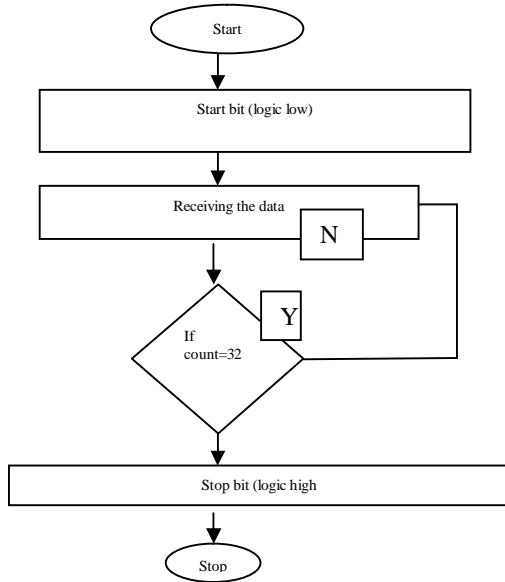 Start
Start bit (logic low)
Receiving the data
N
Y
If
count=32
Stop bit (logic high
Stop